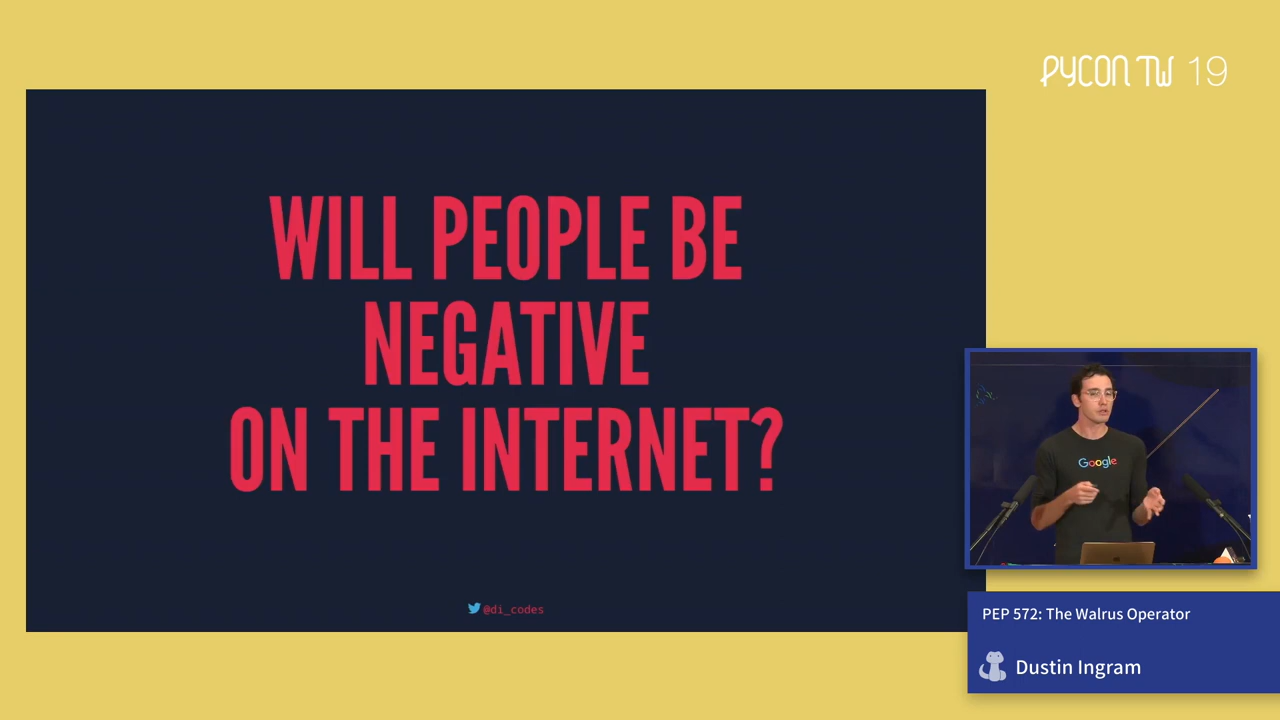 PYCON TW 19
WILL PEOPLE BE
NEGATIVE
ON THE INTERNET?
@di_codes
Google
PEP 572: The Walrus Operator
Dustin Ingram